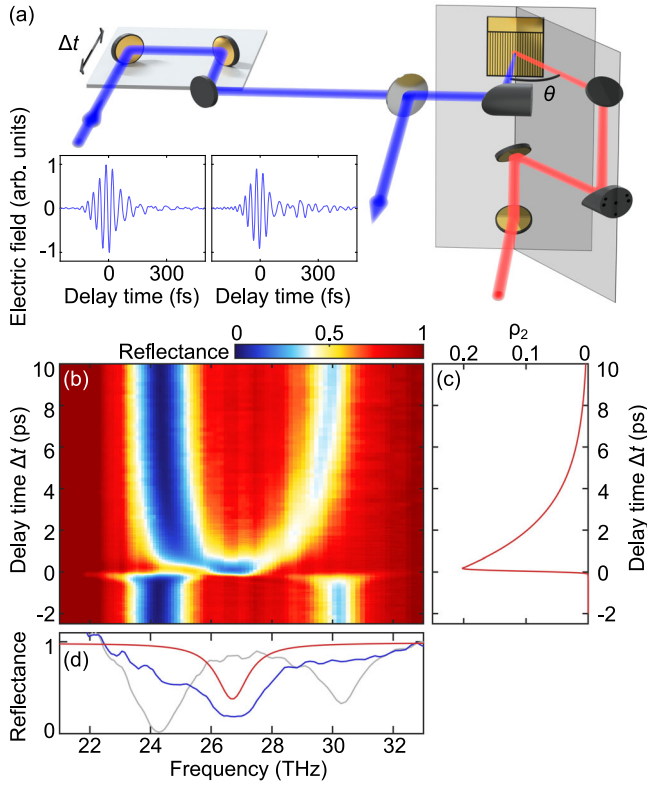 (a)
Δt
θ
Electric field (arb. units)
1
0
-1
0 300 0 300
Delay time (fs) Delay time (fs)
Reflectance 0 0.5 1
ρ2
0.2 0.1 0
(b)
(c)
10
8
6
4
2
0
-2
Delay time Δt (ps)
10
8
6
4
2
0
-2
Delay time Δt (ps)
(d)
Reflectance
1
0
22 24 26 28 30 32
Frequency (THz)